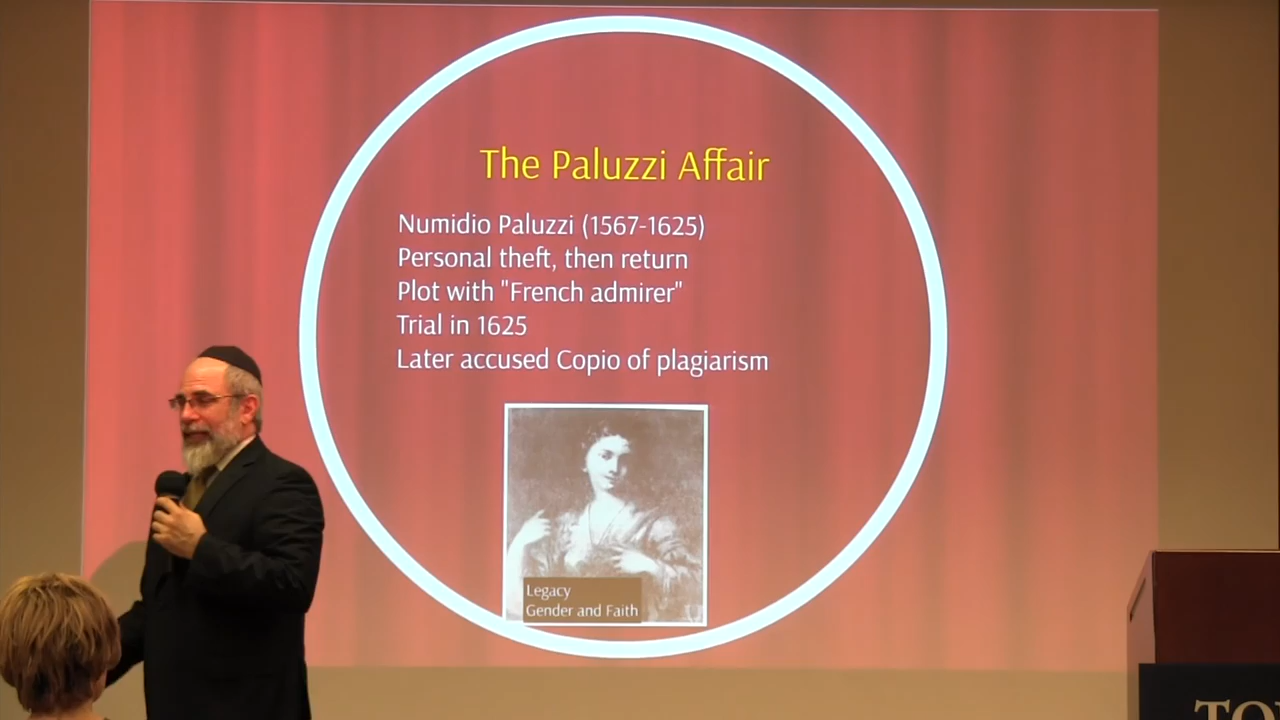 The Paluzzi Affair
Numidio Paluzzi (1567-1625)
Personal theft, then return
Plot with "French admirer"
Trial in 1625
Later accused Copio of plagiarism
Legacy
Gender and Faith